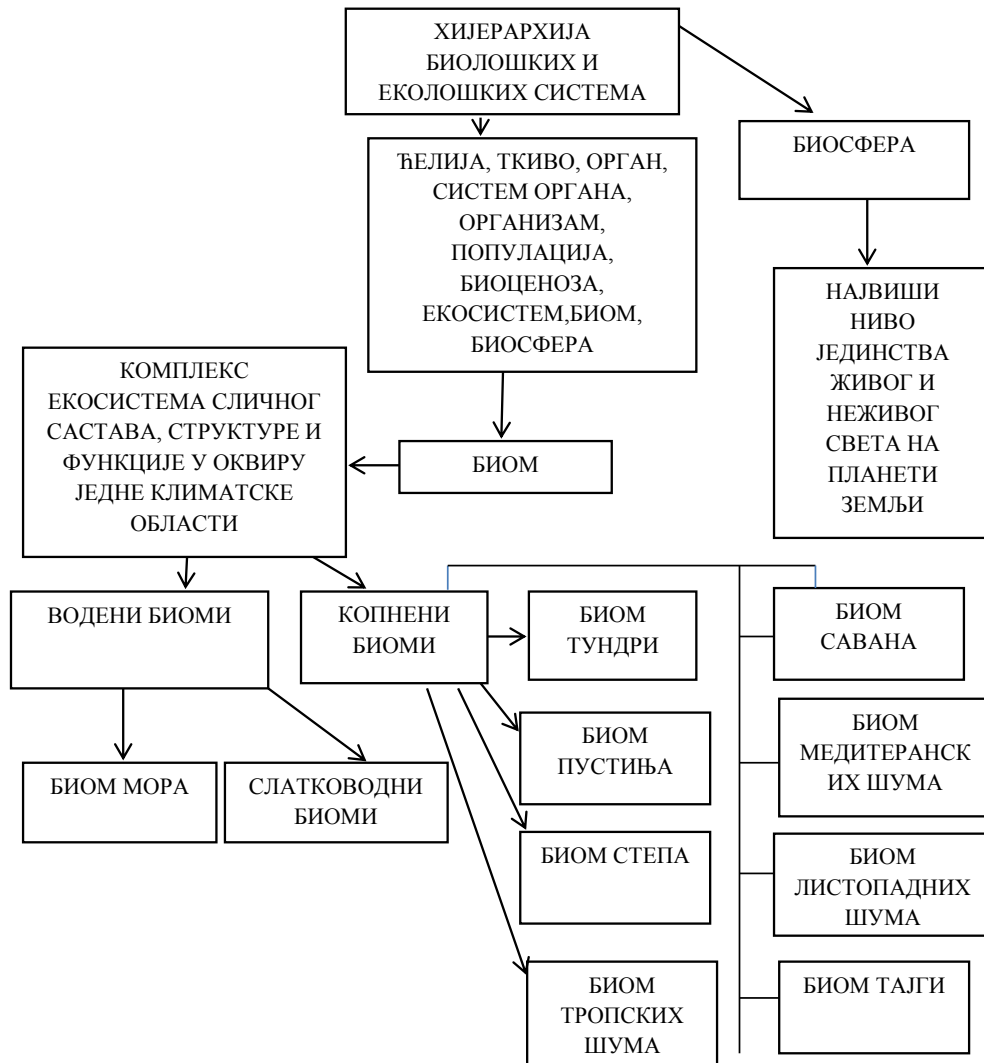 ХИЈЕРАРХИЈА
БИОЛОШКИХ И
ЕКОЛОШКИХ СИСТЕМА
БИОСФЕРА
ЋЕЛИЈА, ТКИВО, ОРГАН,
СИСТЕМ ОРГАНА,
ОРГАНИЗАМ,
ПОПУЛАЦИЈА,
БИОЦЕНОЗА,
ЕКОСИСТЕМ,БИОМ,
БИОСФЕРА
НАЈВИШИ
НИВО
ЈЕДИНСТВА
ЖИВОГ И
НЕЖИВОГ
СВЕТА НА
ПЛАНЕТИ
ЗЕМЉИ
КОМПЛЕКС
ЕКОСИСТЕМА СЛИЧНОГ
САСТАВА, СТРУКТУРЕ И
ФУНКЦИЈЕ У ОКВИРУ
ЈЕДНЕ КЛИМАТСКЕ
ОБЛАСТИ
БИОМ
ВОДЕНИ БИОМИ
КОПНЕНИ
БИОМИ
БИОМ
ТУНДРИ
БИОМ
САВАНА
БИОМ
ПУСТИЊА
БИОМ
МЕДИТЕРАНСК
ИХ ШУМА
БИОМ МОРА
СЛАТКОВОДНИ
БИОМИ
БИОМ СТЕПА
БИОМ
ЛИСТОПАДНИХ
ШУМА
БИОМ
ТРОПСКИХ
ШУМА
БИОМ ТАЈГИ